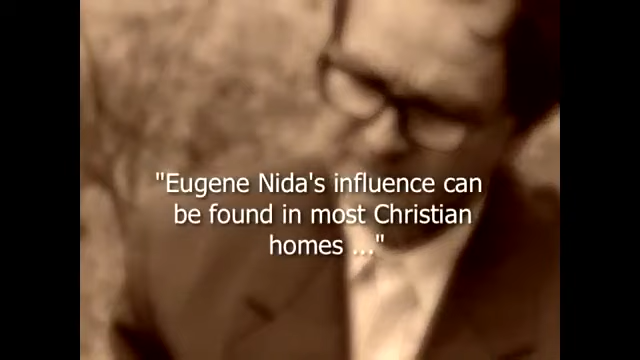 "Eugene Nida's influence can
be found in most Christian
homes ..."